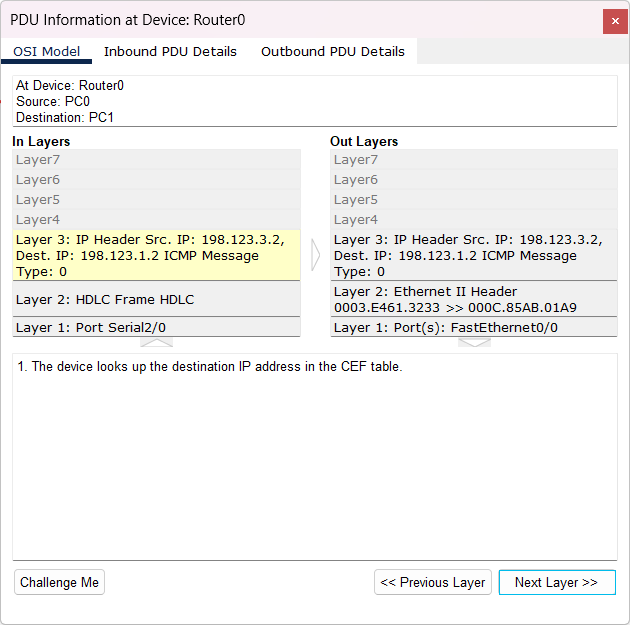 PDU Information at Device: Router0
×
OSI Model Inbound PDU Details Outbound PDU Details
At Device: Router0
Source: PC0
Destination: PC1
In Layers
Layer7
Layer6
Layer5
Layer4
Layer 3: IP Header Src. IP: 198.123.3.2,
Dest. IP: 198.123.1.2 ICMP Message
Type: 0
Layer 2: HDLC Frame HDLC
Layer 1: Port Serial2/0
Out Layers
Layer7
Layer6
Layer5
Layer4
Layer 3: IP Header Src. IP: 198.123.3.2,
Dest. IP: 198.123.1.2 ICMP Message
Type: 0
Layer 2: Ethernet II Header
0003.E461.3233 >> 000C.85AB.01A9
Layer 1: Port(s): FastEthernet0/0
1. The device looks up the destination IP address in the CEF table.
Challenge Me
<< Previous Layer
Next Layer >>